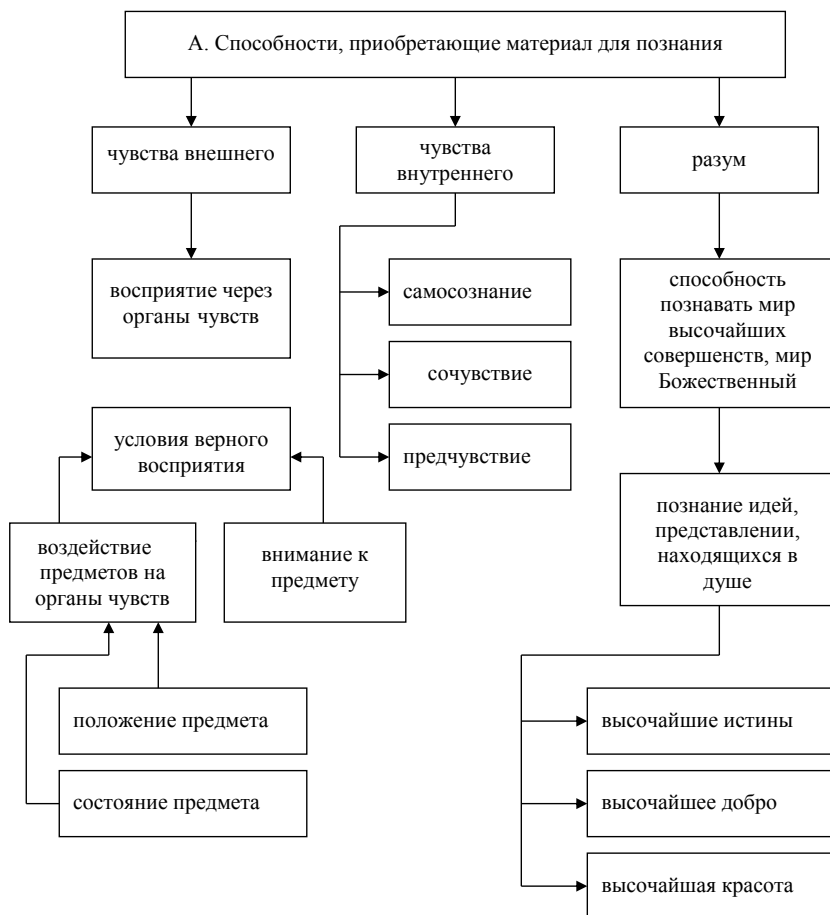 А. Способности, приобретающие материал для познания
чувства внешнего
чувства
внутреннего
разум
восприятие через
органы чувств
самосознание
сочувствие
предчувствие
способность
познавать мир
высочайших
совершенств, мир
Божественный
условия верного
восприятия
воздействие
предметов на
органы чувств
внимание к
предмету
познание идей,
представлении,
находящихся в
душе
положение предмета
состояние предмета
высочайшие истины
высочайшее добро
высочайшая красота